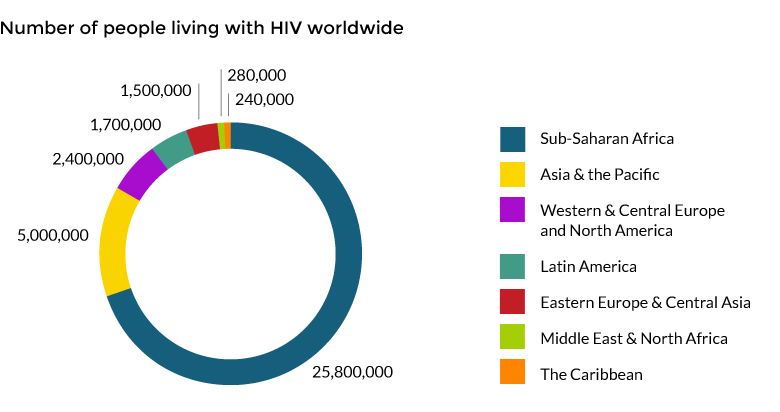 Number of people living with HIV worldwide
280,000
1,500,000
240,000
1,700,000
2,400,000
5,000,000
25,800,000
Sub-Saharan Africa
Asia & the Pacific
Western & Central Europe
and North America
Latin America
Eastern Europe & Central Asia
Middle East & North Africa
The Caribbean